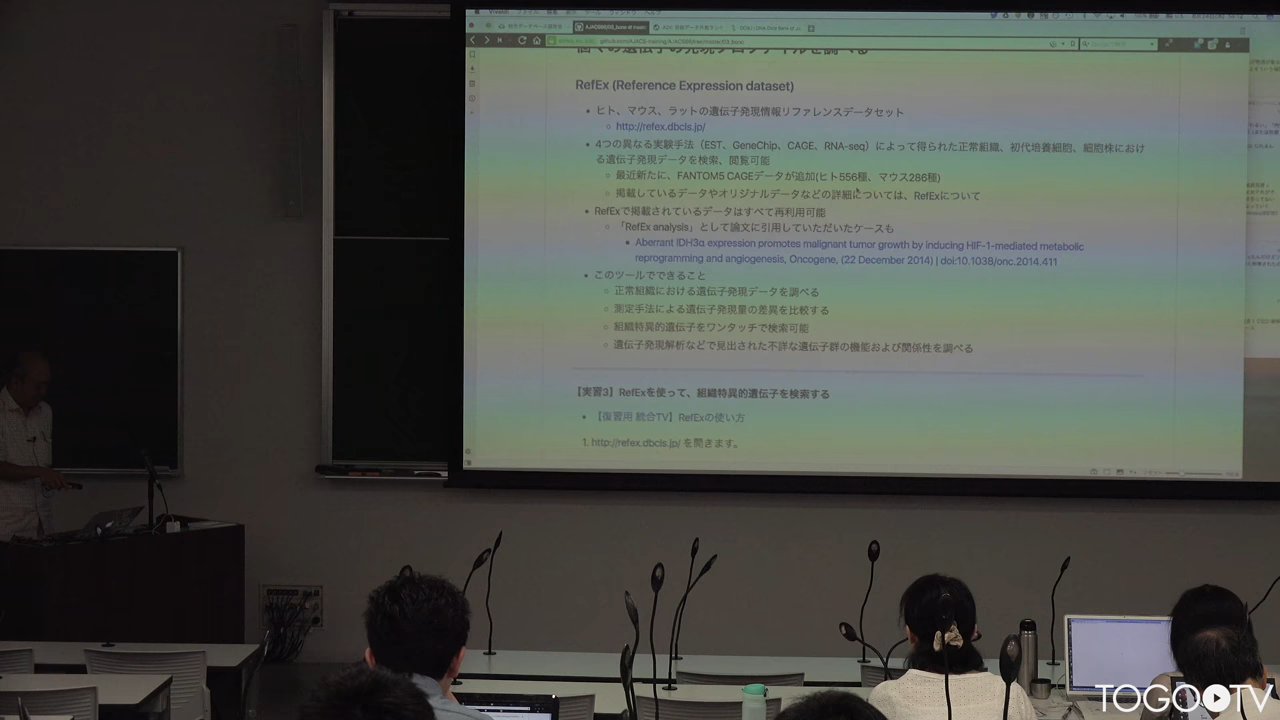 個々の遺伝子の発現プロファイルを調べる
RefEx (Reference Expression dataset)
• ヒト、マウス、ラットの遺伝子発現情報リファレンスデータセット
○ http://refex.dbcls.jp/
• 4つの異なる実験手法（EST、GeneChip、CAGE、RNA-seq）によって得られた正常組織、初代培養細胞、細胞株におけ
る遺伝子発現データを検索、閲覧可能
○ 最近新たに、FANTOM5 CAGEデータが追加(ヒト556種、マウス286種)
○ 掲載しているデータやオリジナルデータなどの詳細については、RefExについて
• RefExで掲載されているデータはすべて再利用可能
○ 「RefEx analysis」として論文に引用していただいたケースも
▪ Aberrant IDH3α expression promotes malignant tumor growth by inducing HIF-1-mediated metabolic
reprogramming and angiogenesis, Oncogene, (22 December 2014) | doi:10.1038/onc.2014.411
• このツールでできること
○ 正常組織における遺伝子発現データを調べる
○ 測定手法による遺伝子発現量の差異を比較する
○ 組織特異的遺伝子をワンタッチで検索可能
○ 遺伝子発現解析などで見出された不詳な遺伝子群の機能および関係性を調べる
【実習3】RefExを使って、組織特異的遺伝子を検索する
• 【復習用 統合TV】RefExの使い方
1. http://refex.dbcls.jp/ を開きます。
TOGOTV